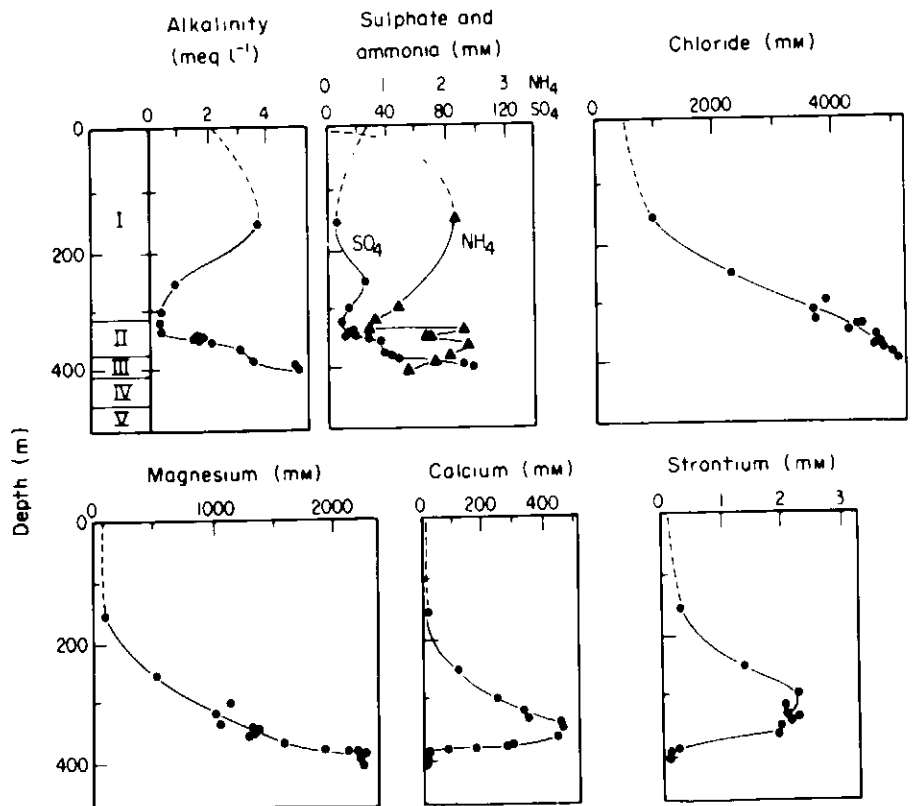 Alkalinity
(meq l⁻¹)
0 2 4
Sulphate and
ammonia (mM)
0 1 2 3 NH₄
0 40 80 120 SO₄
Chloride (mM)
0 2000 4000
0
200
400
Depth (m)
I
II
III
IV
V
SO₄
NH₄
Magnesium (mM)
0 1000 2000
Calcium (mM)
0 200 400
Strontium (mM)
0 1 2 3
0
200
400